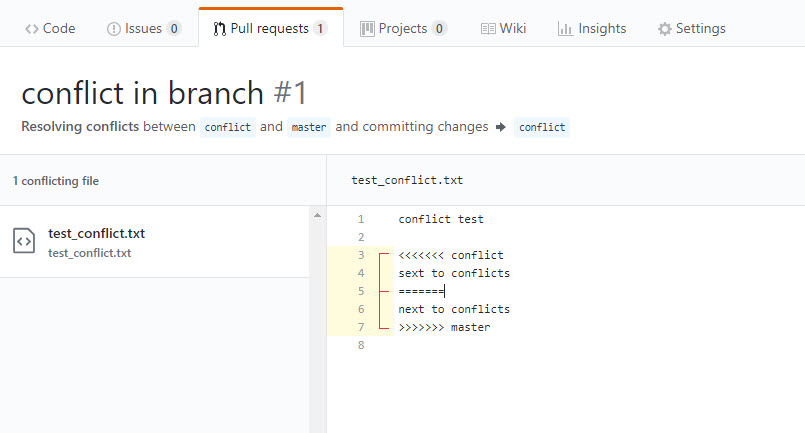 Code Issues 0 Pull requests 1 Projects 0 Wiki Insights Settings
conflict in branch #1
Resolving conflicts between conflict and master and committing changes conflict
1 conflicting file
test_conflict.txt
test_conflict.txt
test_conflict.txt
1 conflict test
2
3 <<<<<<< conflict
4 sext to conflicts
5 =======
6 next to conflicts
7 >>>>>>> master
8